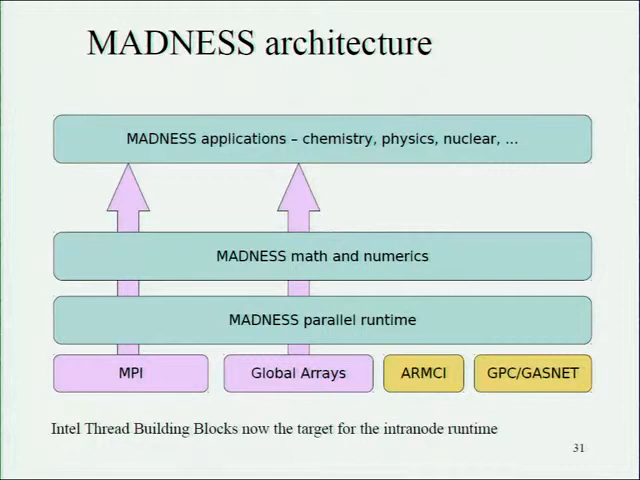 MADNESS architecture
MADNESS applications – chemistry, physics, nuclear, ...
MADNESS math and numerics
MADNESS parallel runtime
MPI
Global Arrays
ARMCI
GPC/GASNET
Intel Thread Building Blocks now the target for the intranode runtime
31